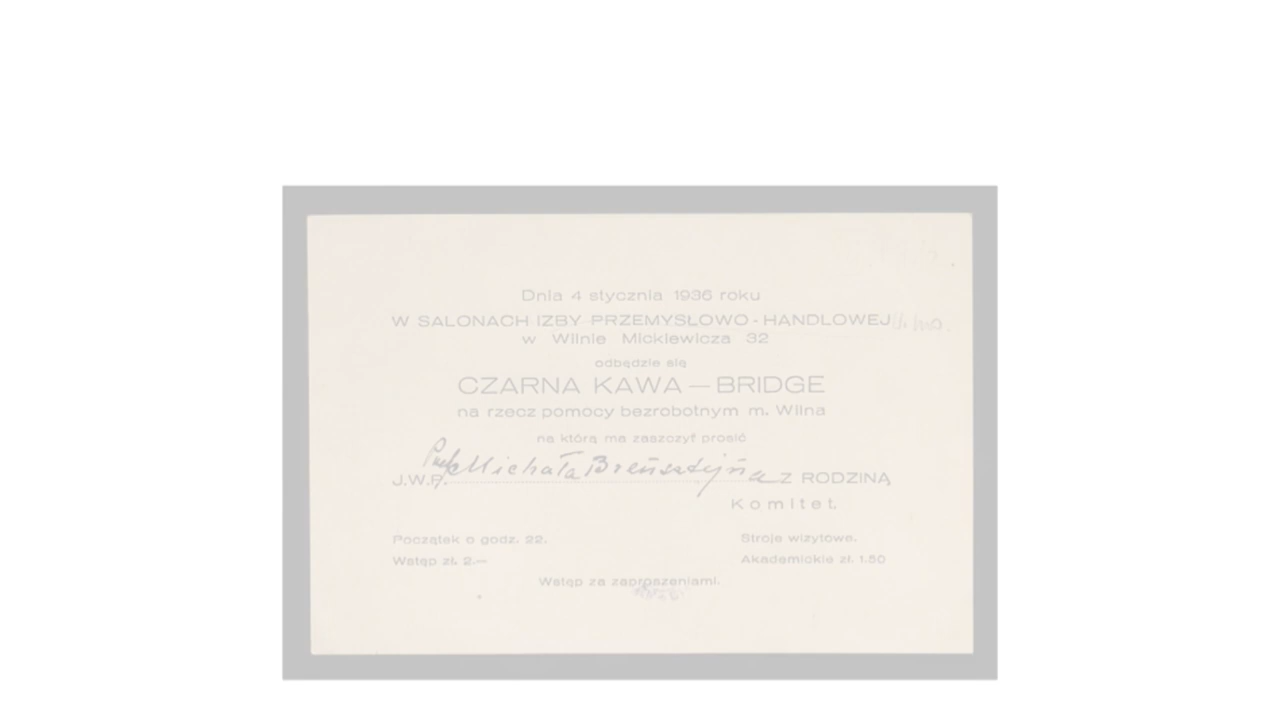 Dnia 4 stycznia 1936 roku
W SALONACH IZBY PRZEMYSŁOWO - HANDLOWEJ
w Wilnie Mickiewicza 32
odbędzie się
CZARNA KAWA — BRIDGE
na rzecz pomocy bezrobotnym m. Wilna
na którą ma zaszczyt prosić
J.W.P. Michała Breńsztejna Z RODZINĄ
Komitet.
Początek o godz. 22.
Stroje wizytowe.
Wstęp zł. 2.—
Akademickie zł. 1.50
Wstęp za zaproszeniami.